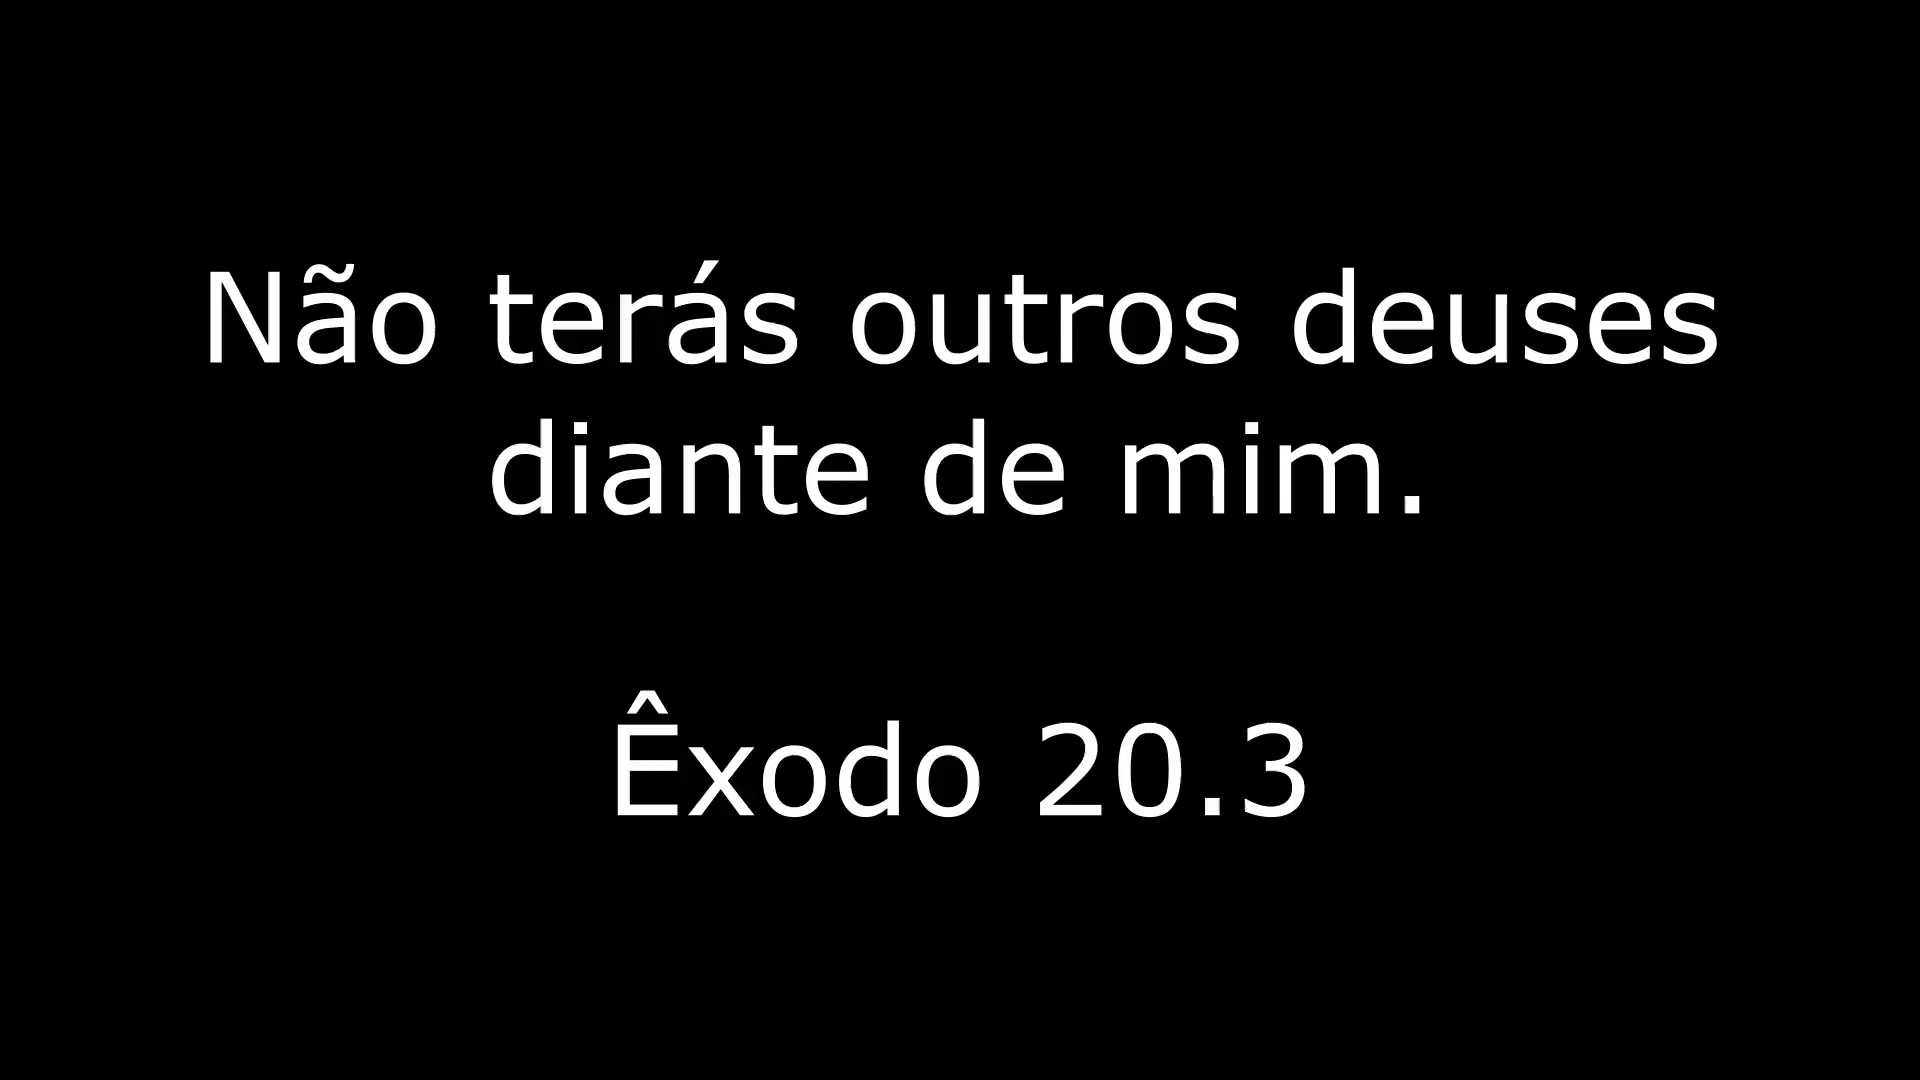 Não terás outros deuses
diante de mim.
Êxodo 20.3